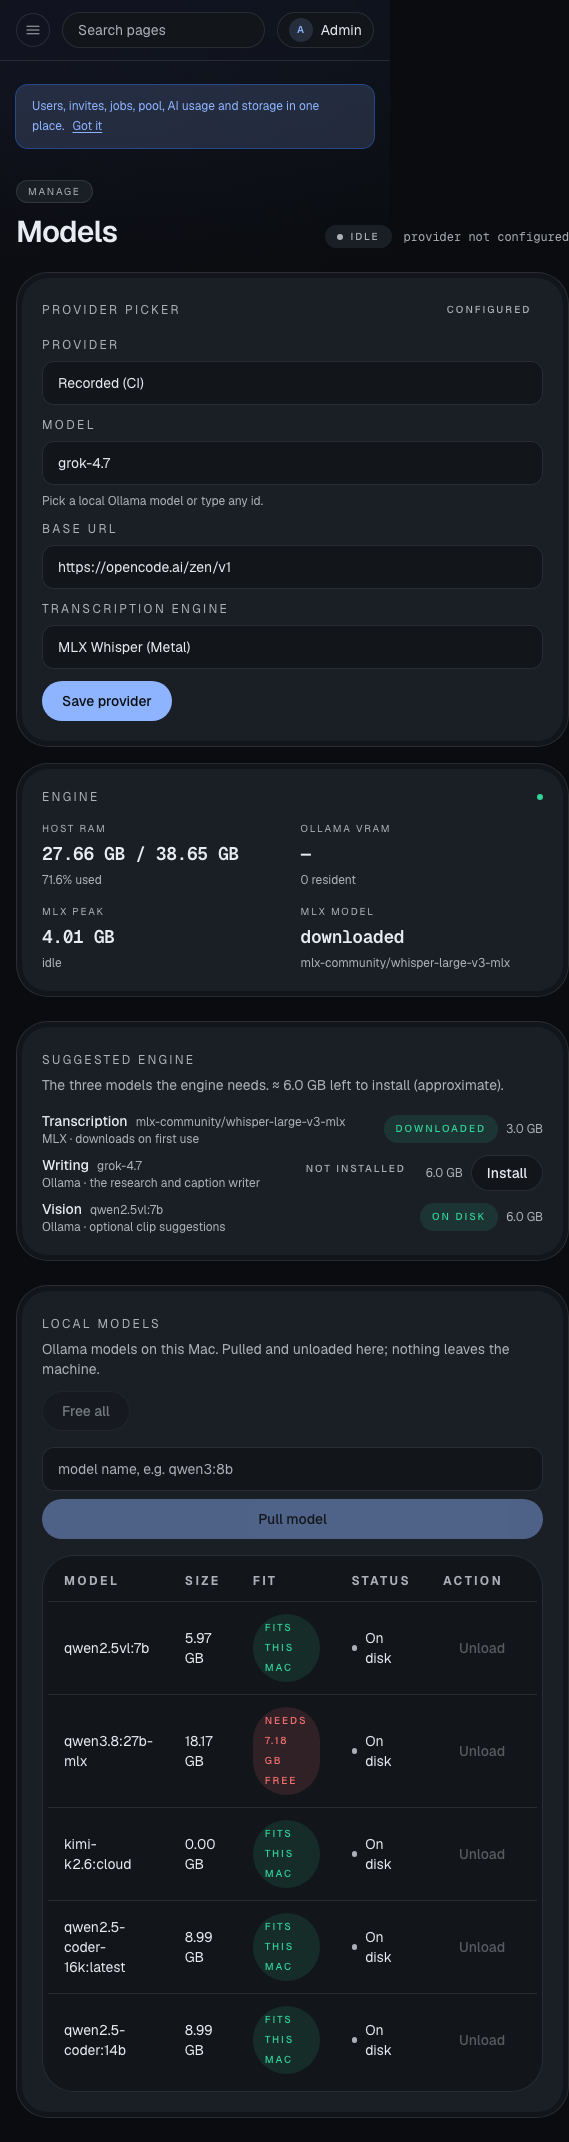 Search pages
A Admin
Users, invites, jobs, pool, AI usage and storage in one
place. Got it
MANAGE
Models
IDLE provider not configured
PROVIDER PICKER CONFIGURED
PROVIDER
Recorded (CI)
MODEL
grok-4.7
Pick a local Ollama model or type any id.
BASE URL
https://opencode.ai/zen/v1
TRANSCRIPTION ENGINE
MLX Whisper (Metal)
Save provider
ENGINE
HOST RAM OLLAMA VRAM
27.66 GB / 38.65 GB —
71.6% used 0 resident
MLX PEAK MLX MODEL
4.01 GB downloaded
idle mlx-community/whisper-large-v3-mlx
SUGGESTED ENGINE
The three models the engine needs. ≈ 6.0 GB left to install (approximate).
Transcription mlx-community/whisper-large-v3-mlx DOWNLOADED 3.0 GB
MLX · downloads on first use
Writing grok-4.7 NOT INSTALLED 6.0 GB Install
Ollama · the research and caption writer
Vision qwen2.5vl:7b ON DISK 6.0 GB
Ollama · optional clip suggestions
LOCAL MODELS
Ollama models on this Mac. Pulled and unloaded here; nothing leaves the
machine.
Free all
model name, e.g. qwen3:8b
Pull model
MODEL SIZE FIT STATUS ACTION
qwen2.5vl:7b 5.97 GB FITS THIS MAC On disk Unload
qwen3.8:27b-mlx 18.17 GB NEEDS 7.18 GB FREE On disk Unload
kimi-k2.6:cloud 0.00 GB FITS THIS MAC On disk Unload
qwen2.5-coder-16k:latest 8.99 GB FITS THIS MAC On disk Unload
qwen2.5-coder:14b 8.99 GB FITS THIS MAC On disk Unload